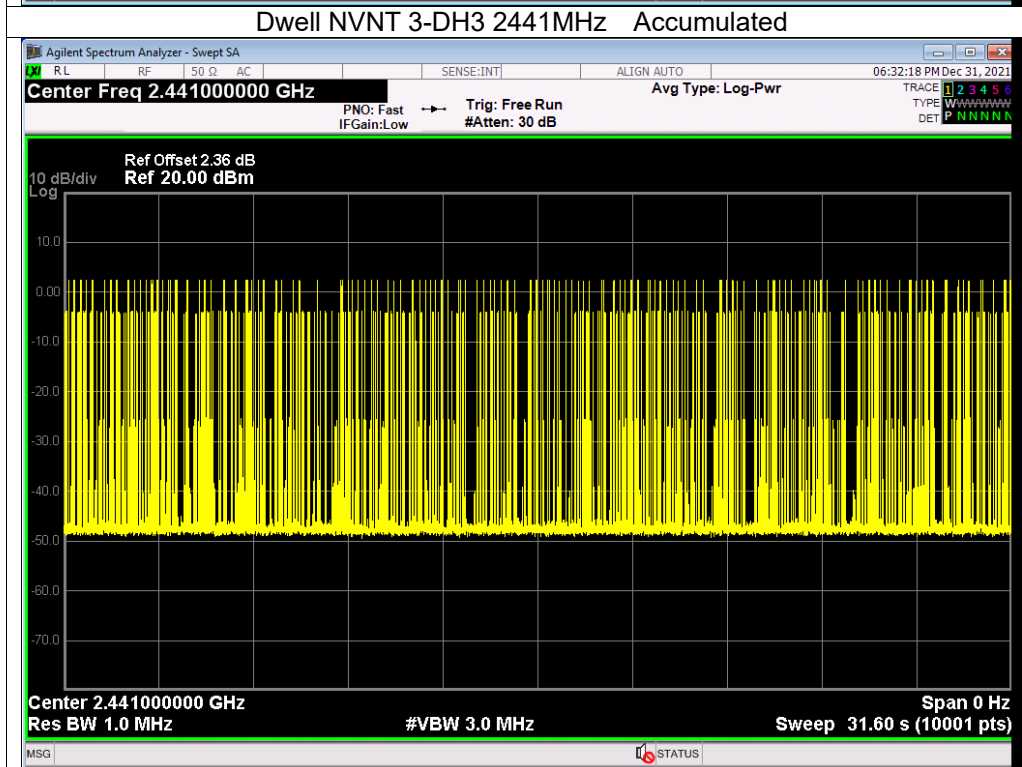 Dwell NVNT 3-DH3 2441MHz Accumulated
Agilent Spectrum Analyzer - Swept SA
LXI RL RF 50 Ω AC SENSE:INT ALIGN AUTO 06:32:18 PM Dec 31, 2021
Center Freq 2.441000000 GHz Avg Type: Log-Pwr TRACE 1 2 3 4 5 6
PNO: Fast Trig: Free Run TYPE WWWWWWW
IFGain:Low #Atten: 30 dB DET P N N N N N
Ref Offset 2.36 dB
10 dB/div Ref 20.00 dBm
Log
10.0
0.00
-10.0
-20.0
-30.0
-40.0
-50.0
-60.0
-70.0
Center 2.441000000 GHz Span 0 Hz
Res BW 1.0 MHz #VBW 3.0 MHz Sweep 31.60 s (10001 pts)
MSG STATUS